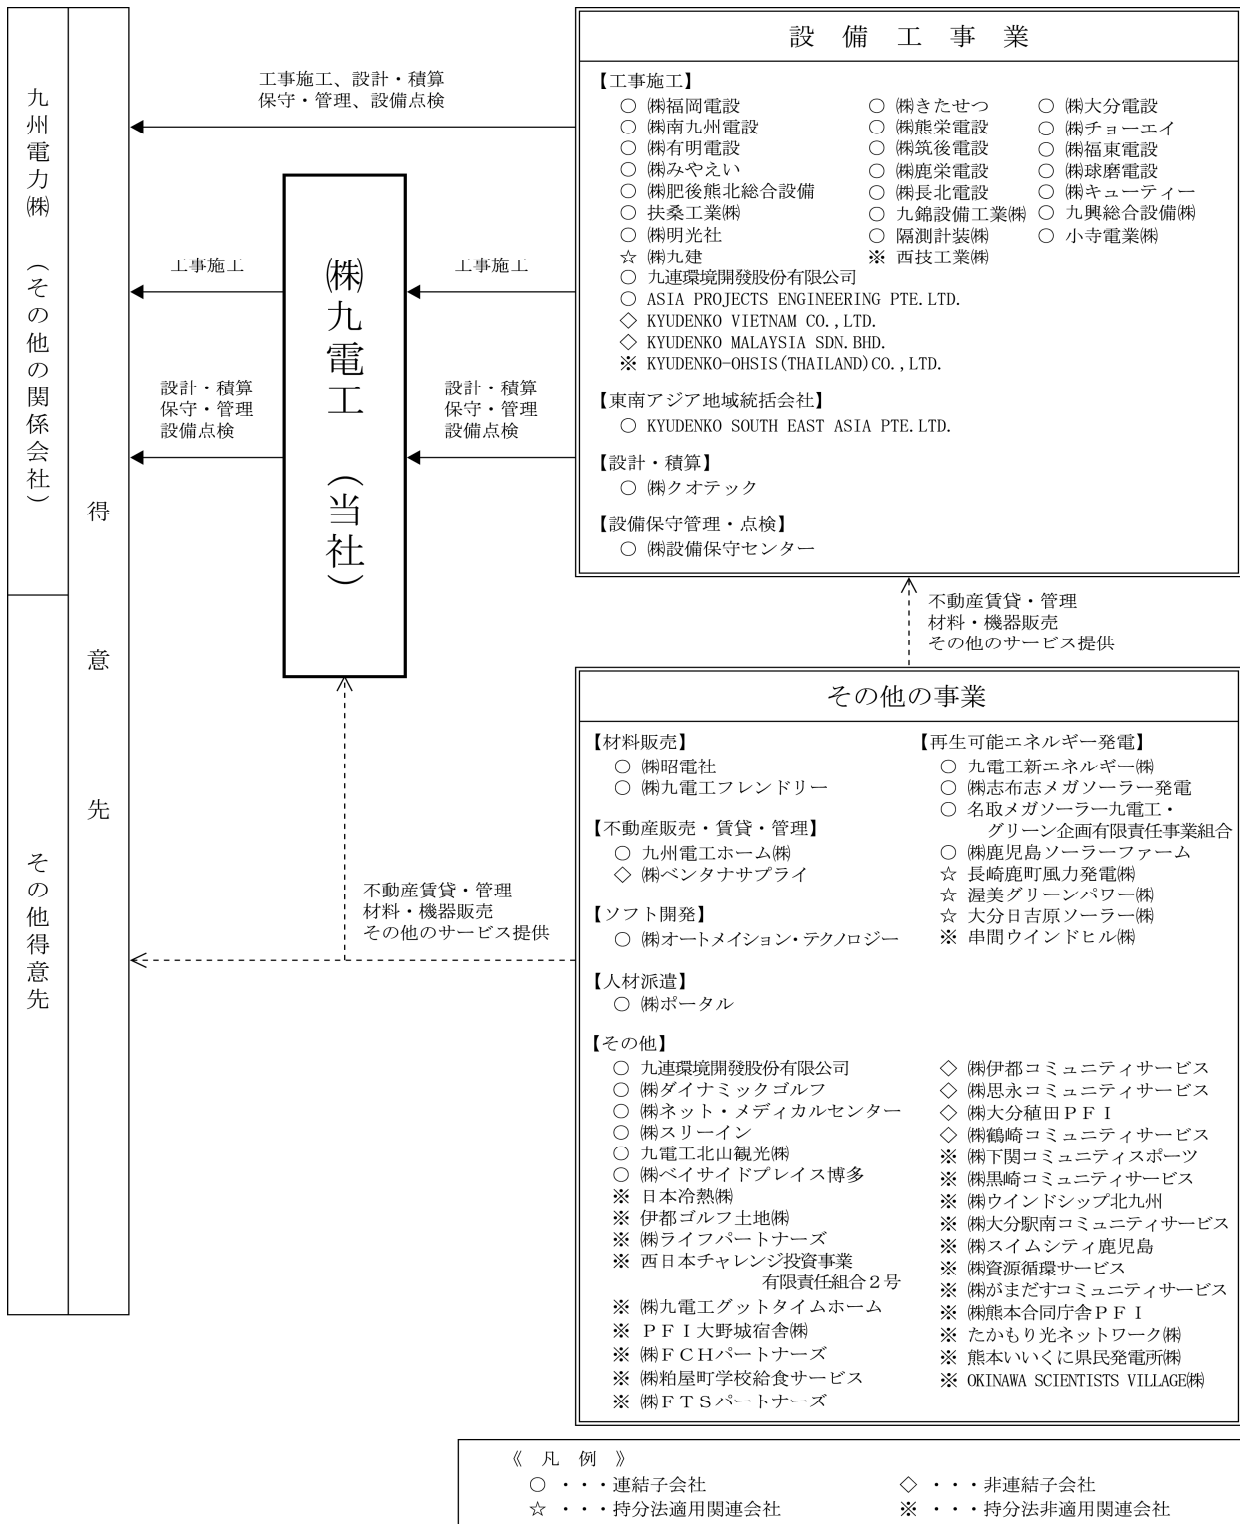 九州電力㈱　（その他の関係会社）
その他得意先
得意先
工事施工、設計・積算
保守・管理、設備点検
工事施工
設計・積算
保守・管理
設備点検
㈱九電工　（当社）
工事施工
設計・積算
保守・管理
設備点検
設備工事業
【工事施工】
○ ㈱福岡電設　○ ㈱きたせつ　○ ㈱大分電設
○ ㈱南九州電設　○ ㈱熊栄電設　○ ㈱チョーエイ
○ ㈱有明電設　○ ㈱筑後電設　○ ㈱福東電設
○ ㈱みやえい　○ ㈱鹿栄電設　○ ㈱球磨電設
○ ㈱肥後熊北総合設備　○ ㈱長北電設　○ ㈱キューティー
○ 扶桑工業㈱　○ 九錦設備工業㈱　○ 九興総合設備㈱
○ ㈱明光社　○ 隔測計装㈱　○ 小寺電業㈱
☆ ㈱九建　※ 西技工業㈱
○ 九連環境開發股份有限公司
○ ASIA PROJECTS ENGINEERING PTE.LTD.
◇ KYUDENKO VIETNAM CO.,LTD.
◇ KYUDENKO MALAYSIA SDN.BHD.
※ KYUDENKO-OHSIS(THAILAND)CO.,LTD.
【東南アジア地域統括会社】
○ KYUDENKO SOUTH EAST ASIA PTE.LTD.
【設計・積算】
○ ㈱クオテック
【設備保守管理・点検】
○ ㈱設備保守センター
不動産賃貸・管理
材料・機器販売
その他のサービス提供
不動産賃貸・管理
材料・機器販売
その他のサービス提供
その他の事業
【材料販売】
○ ㈱昭電社
○ ㈱九電工フレンドリー
【不動産販売・賃貸・管理】
○ 九州電工ホーム㈱
◇ ㈱ベンタナサプライ
【ソフト開発】
○ ㈱オートメイション・テクノロジー
【人材派遣】
○ ㈱ポータル
【再生可能エネルギー発電】
○ 九電工新エネルギー㈱
○ ㈱志布志メガソーラー発電
○ 名取メガソーラー九電工・
グリーン企画有限責任事業組合
○ ㈱鹿児島ソーラーファーム
☆ 長崎鹿町風力発電㈱
☆ 渥美グリーンパワー㈱
☆ 大分日吉原ソーラー㈱
※ 串間ウインドヒル㈱
【その他】
○ 九連環境開發股份有限公司
○ ㈱ダイナミックゴルフ
○ ㈱ネット・メディカルセンター
○ ㈱スリーイン
○ 九電工北山観光㈱
○ ㈱ベイサイドプレイス博多
※ 日本冷熱㈱
※ 伊都ゴルフ土地㈱
※ ㈱ライフパートナーズ
※ 西日本チャレンジ投資事業
有限責任組合２号
※ ㈱九電工グットタイムホーム
※ ＰＦＩ大野城宿舎㈱
※ ㈱ＦＣＨパートナーズ
※ ㈱粕屋町学校給食サービス
※ ㈱ＦＴＳパートナーズ
◇ ㈱伊都コミュニティサービス
◇ ㈱思永コミュニティサービス
◇ ㈱大分稙田ＰＦＩ
◇ ㈱鶴崎コミュニティサービス
※ ㈱下関コミュニティスポーツ
※ ㈱黒崎コミュニティサービス
※ ㈱ウインドシップ北九州
※ ㈱大分駅南コミュニティサービス
※ ㈱スイムシティ鹿児島
※ ㈱資源循環サービス
※ ㈱がまだすコミュニティサービス
※ ㈱熊本合同庁舎ＰＦＩ
※ たかもり光ネットワーク㈱
※ 熊本いいくに県民発電所㈱
※ OKINAWA SCIENTISTS VILLAGE㈱
《 凡 例 》
○ ・・・連結子会社　◇ ・・・非連結子会社
☆ ・・・持分法適用関連会社　※ ・・・持分法非適用関連会社